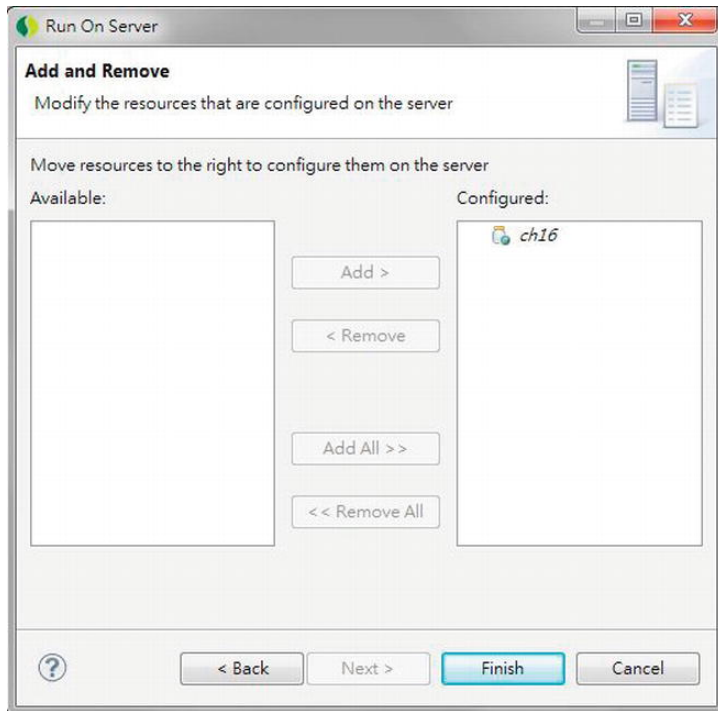 Run On Server
Add and Remove
Modify the resources that are configured on the server
Move resources to the right to configure them on the server
Available:
Configured:
ch16
Add >
< Remove
Add All >>
<< Remove All
< Back
Next >
Finish
Cancel